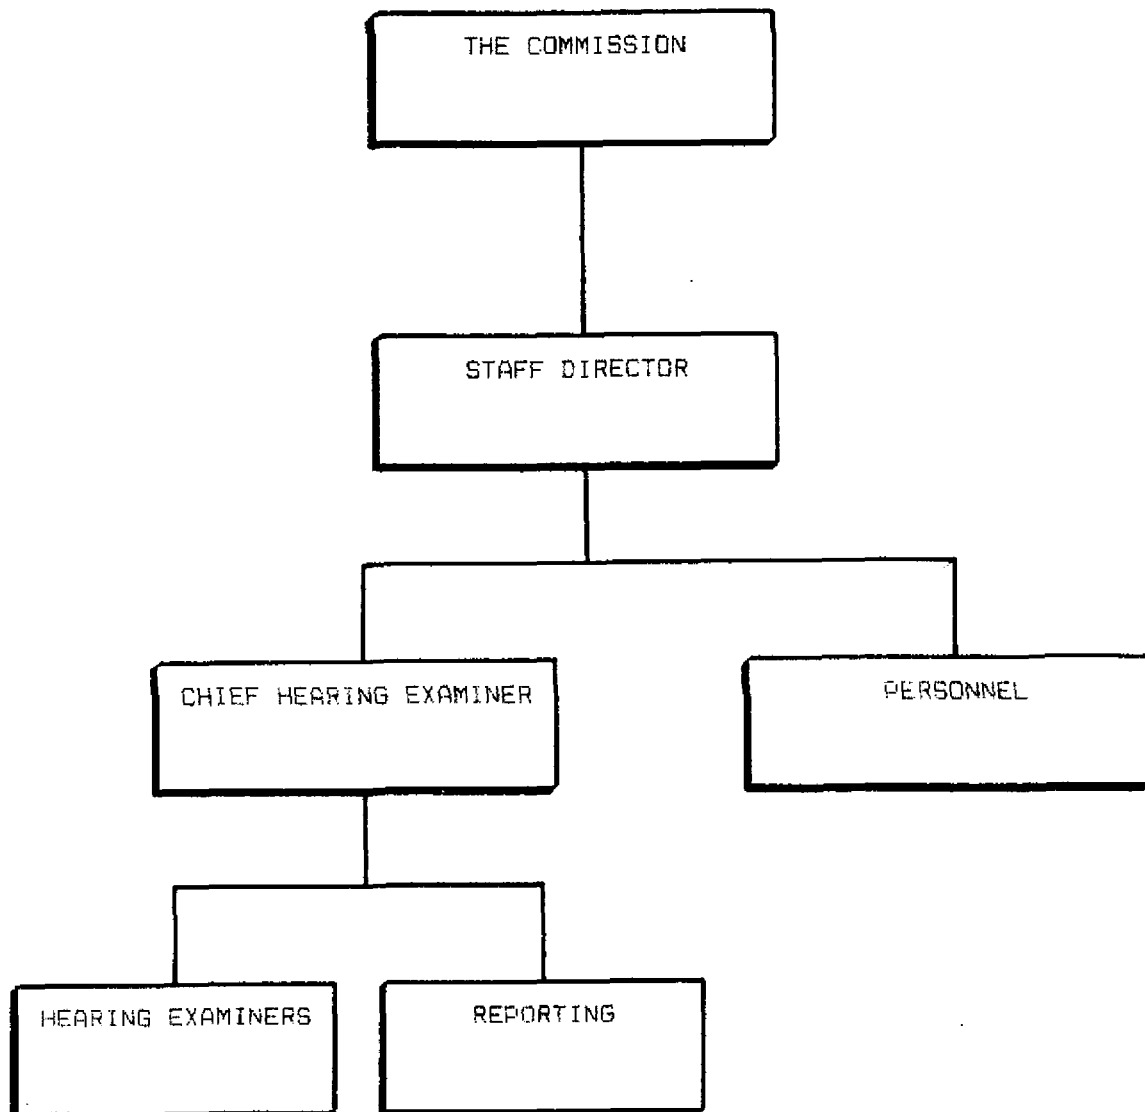 THE COMMISSION
STAFF DIRECTOR
CHIEF HEARING EXAMINER
PERSONNEL
HEARING EXAMINERS
REPORTING